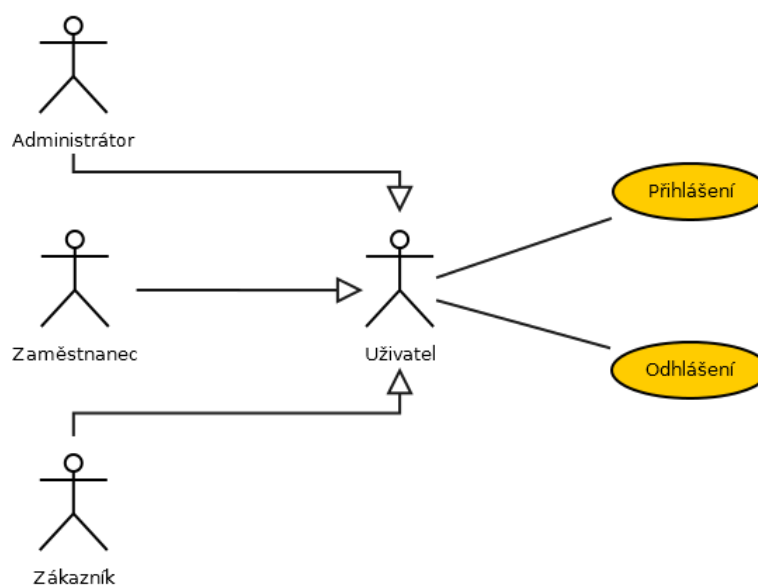 Administrátor
Přihlášení
Zaměstnanec
Uživatel
Odhlášení
Zákazník